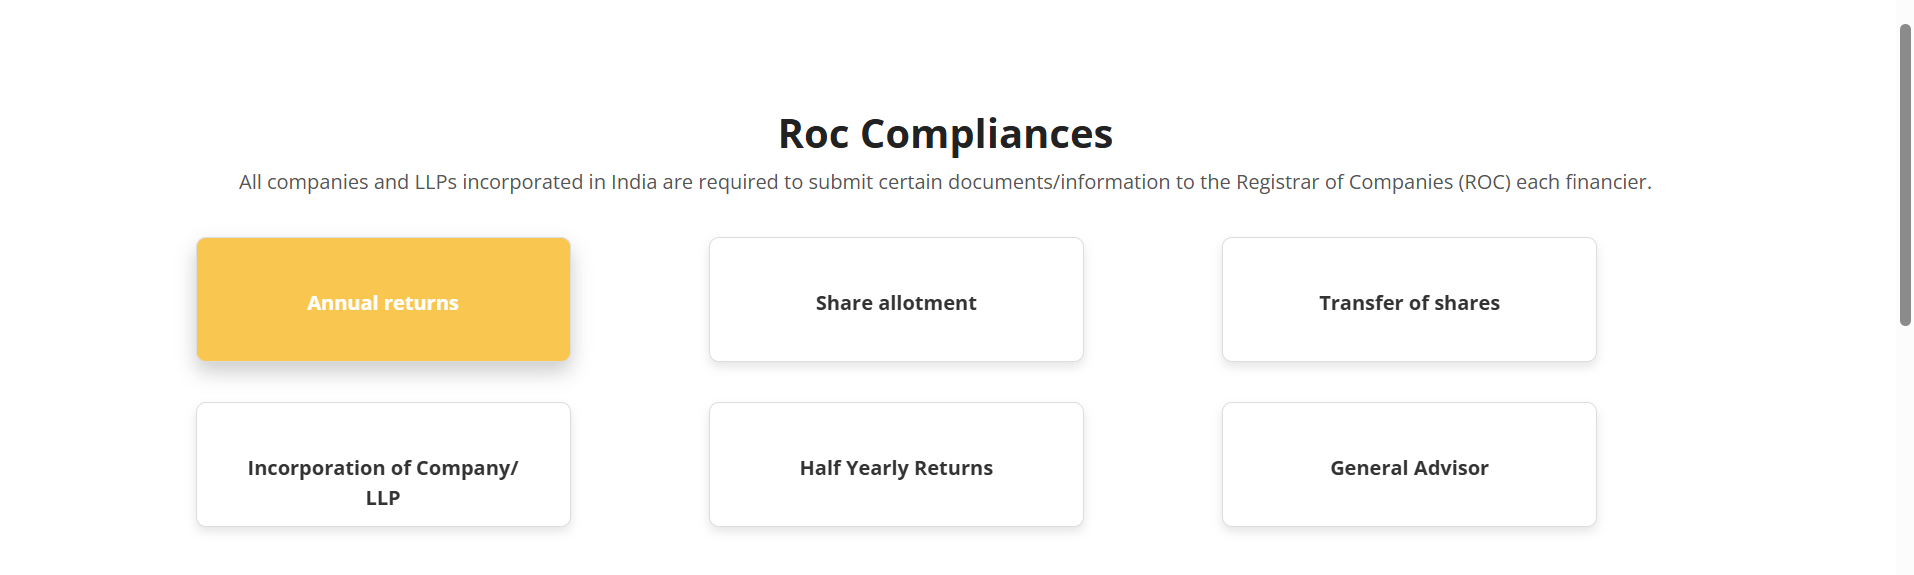 Roc Compliances
All companies and LLPs incorporated in India are required to submit certain documents/information to the Registrar of Companies (ROC) each financier.
Annual returns
Share allotment
Transfer of shares
Incorporation of Company/
LLP
Half Yearly Returns
General Advisor